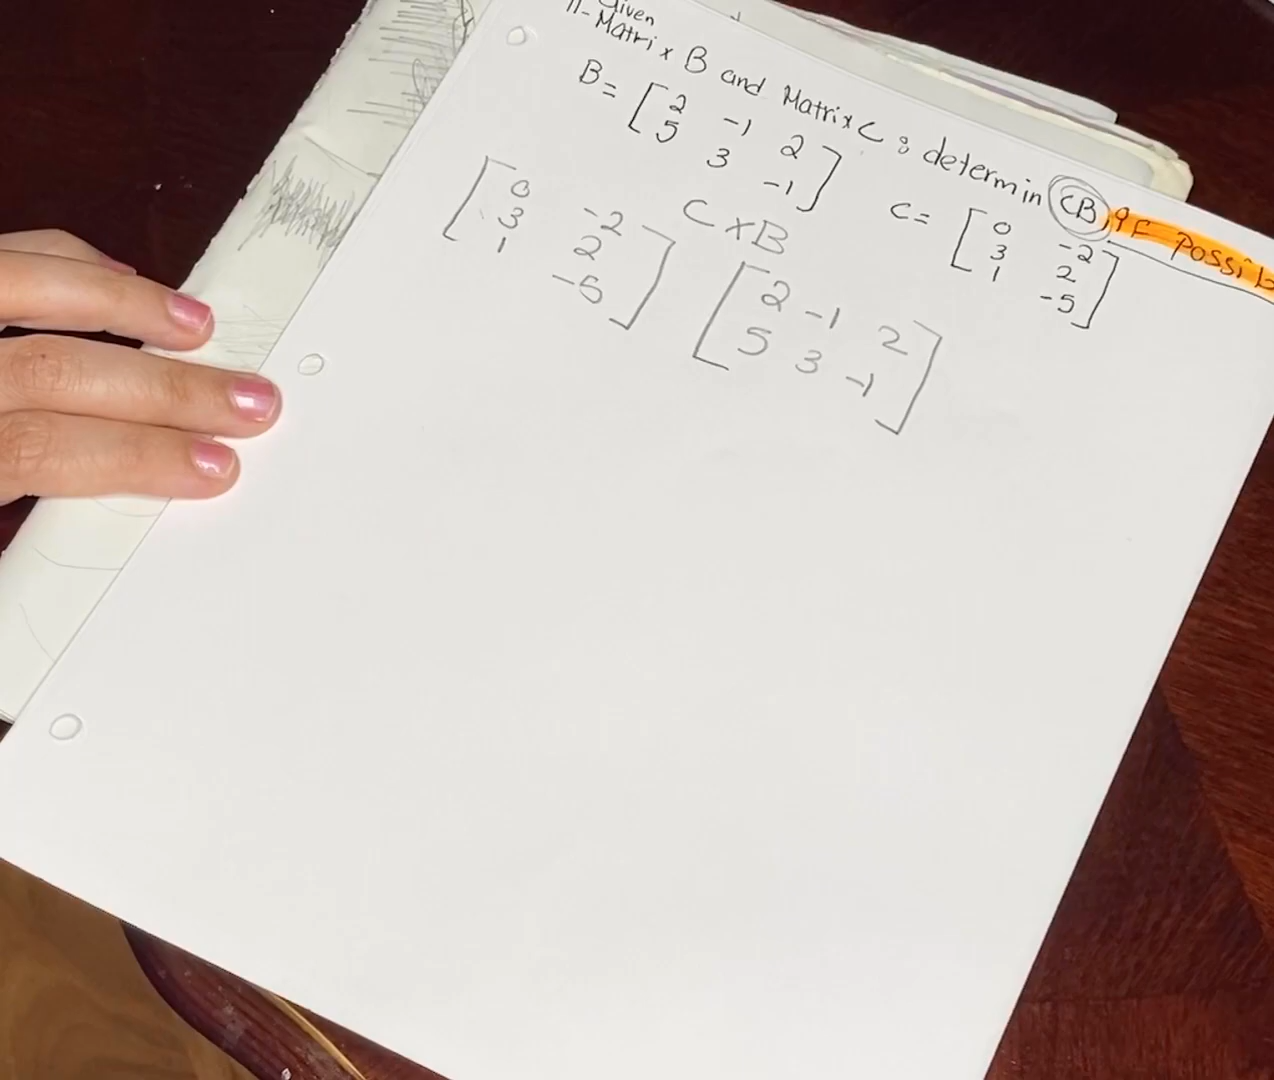 Given
11- Matrix B and Matrix C : determin CB, if possib
B = [ 2 -1 2
5 3 -1 ]
C = [ 0 -2
3 2
1 -5 ]
C x B
[ 0 -2
3 2
1 -5 ]
[ 2 -1 2
5 3 -1 ]